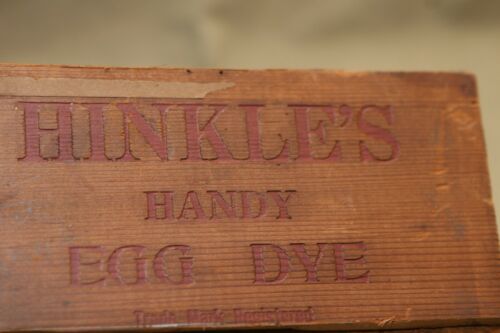 HINKLE'S
HANDY
EGG DYE
Trade Mark Registered